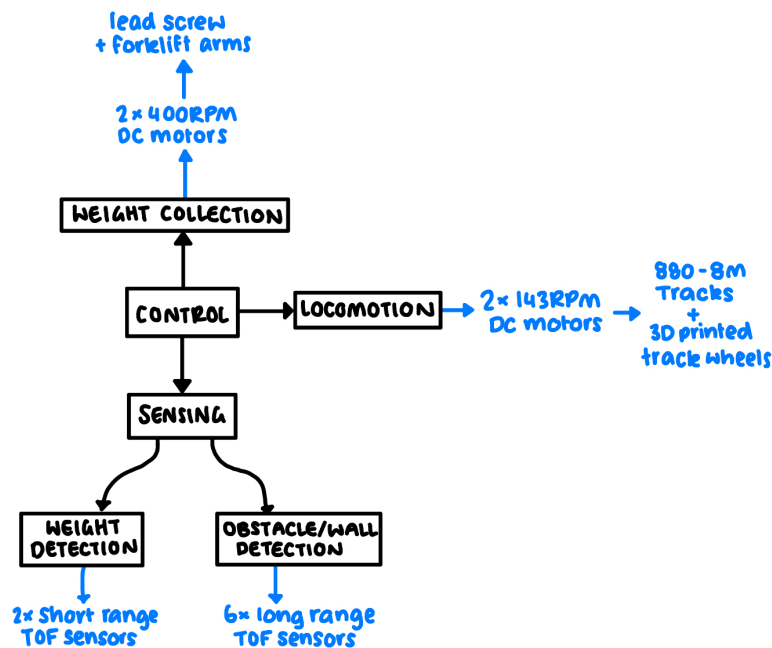 lead screw
+ forklift arms
2 × 400RPM
DC motors
WEIGHT COLLECTION
CONTROL
LOCOMOTION
2 × 143RPM
DC motors
880-8M
Tracks
+
3D printed
track wheels
SENSING
WEIGHT
DETECTION
OBSTACLE/WALL
DETECTION
2× short range
TOF sensors
6× long range
TOF sensors